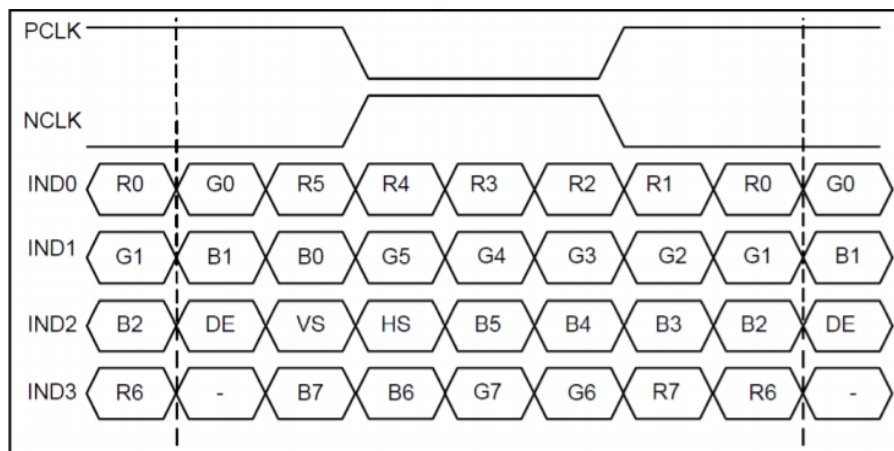 PCLK
NCLK
IND0 R0 G0 R5 R4 R3 R2 R1 R0 G0
IND1 G1 B1 B0 G5 G4 G3 G2 G1 B1
IND2 B2 DE VS HS B5 B4 B3 B2 DE
IND3 R6 - B7 B6 G7 G6 R7 R6 -